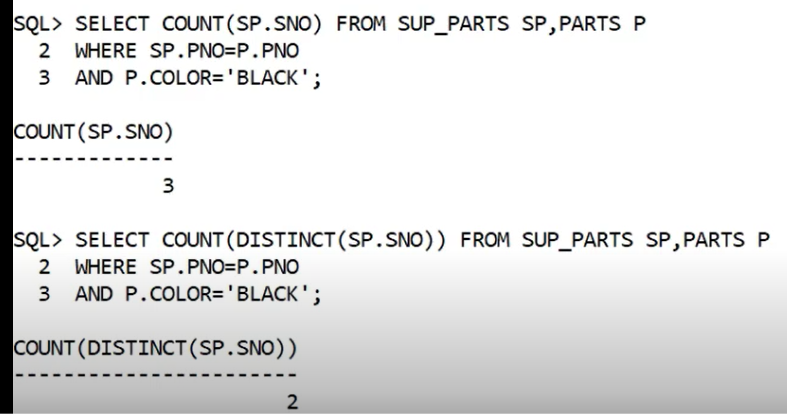 SQL> SELECT COUNT(SP.SNO) FROM SUP_PARTS SP,PARTS P
2 WHERE SP.PNO=P.PNO
3 AND P.COLOR='BLACK';
COUNT(SP.SNO)
-------------
3
SQL> SELECT COUNT(DISTINCT(SP.SNO)) FROM SUP_PARTS SP,PARTS P
2 WHERE SP.PNO=P.PNO
3 AND P.COLOR='BLACK';
COUNT(DISTINCT(SP.SNO))
-----------------------
2